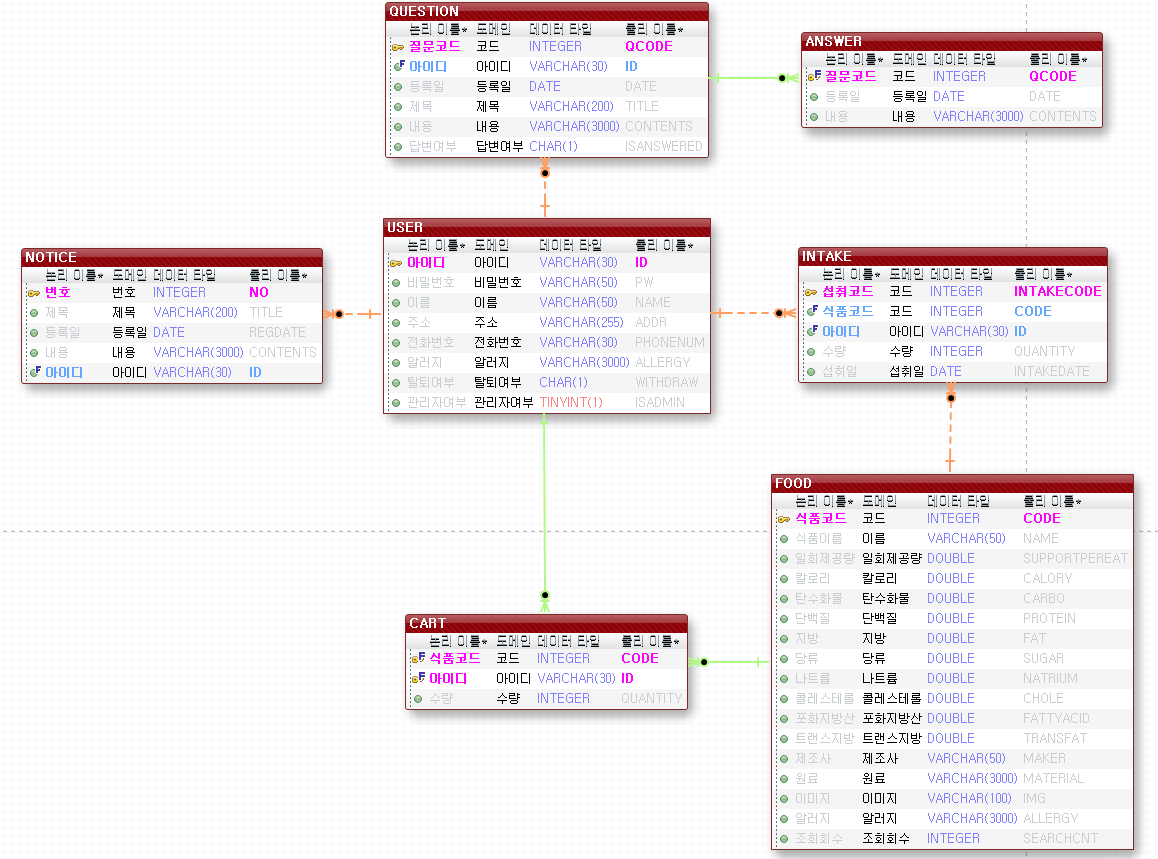 QUESTION
논리 이름* 도메인 데이터 타입 물리 이름*
질문코드 코드 INTEGER QCODE
아이디 아이디 VARCHAR(30) ID
등록일 등록일 DATE DATE
제목 제목 VARCHAR(200) TITLE
내용 내용 VARCHAR(3000) CONTENTS
답변여부 답변여부 CHAR(1) ISANSWERED
ANSWER
논리 이름* 도메인 데이터 타입 물리 이름*
질문코드 코드 INTEGER QCODE
등록일 등록일 DATE DATE
내용 내용 VARCHAR(3000) CONTENTS
NOTICE
논리 이름* 도메인 데이터 타입 물리 이름*
번호 번호 INTEGER NO
제목 제목 VARCHAR(200) TITLE
등록일 등록일 DATE REGDATE
내용 내용 VARCHAR(3000) CONTENTS
아이디 아이디 VARCHAR(30) ID
USER
논리 이름* 도메인 데이터 타입 물리 이름*
아이디 아이디 VARCHAR(30) ID
비밀번호 비밀번호 VARCHAR(50) PW
이름 이름 VARCHAR(50) NAME
주소 주소 VARCHAR(255) ADDR
전화번호 전화번호 VARCHAR(30) PHONENUM
알러지 알러지 VARCHAR(3000) ALLERGY
탈퇴여부 탈퇴여부 CHAR(1) WITHDRAW
관리자여부 관리자여부 TINYINT(1) ISADMIN
INTAKE
논리 이름* 도메인 데이터 타입 물리 이름*
섭취코드 코드 INTEGER INTAKECODE
식품코드 코드 INTEGER CODE
아이디 아이디 VARCHAR(30) ID
수량 수량 INTEGER QUANTITY
섭취일 섭취일 DATE INTAKEDATE
CART
논리 이름* 도메인 데이터 타입 물리 이름*
식품코드 코드 INTEGER CODE
아이디 아이디 VARCHAR(30) ID
수량 수량 INTEGER QUANTITY
FOOD
논리 이름* 도메인 데이터 타입 물리 이름*
식품코드 코드 INTEGER CODE
식품이름 이름 VARCHAR(50) NAME
일회제공량 일회제공량 DOUBLE SUPPORTPEREAT
칼로리 칼로리 DOUBLE CALORY
탄수화물 탄수화물 DOUBLE CARBO
단백질 단백질 DOUBLE PROTEIN
지방 지방 DOUBLE FAT
당류 당류 DOUBLE SUGAR
나트륨 나트륨 DOUBLE NATRIUM
콜레스테롤 콜레스테롤 DOUBLE CHOLE
포화지방산 포화지방산 DOUBLE FATTYACID
트랜스지방 트랜스지방 DOUBLE TRANSFAT
제조사 제조사 VARCHAR(50) MAKER
원료 원료 VARCHAR(3000) MATERIAL
이미지 이미지 VARCHAR(100) IMG
알러지 알러지 VARCHAR(3000) ALLERGY
조회회수 조회회수 INTEGER SEARCHCNT